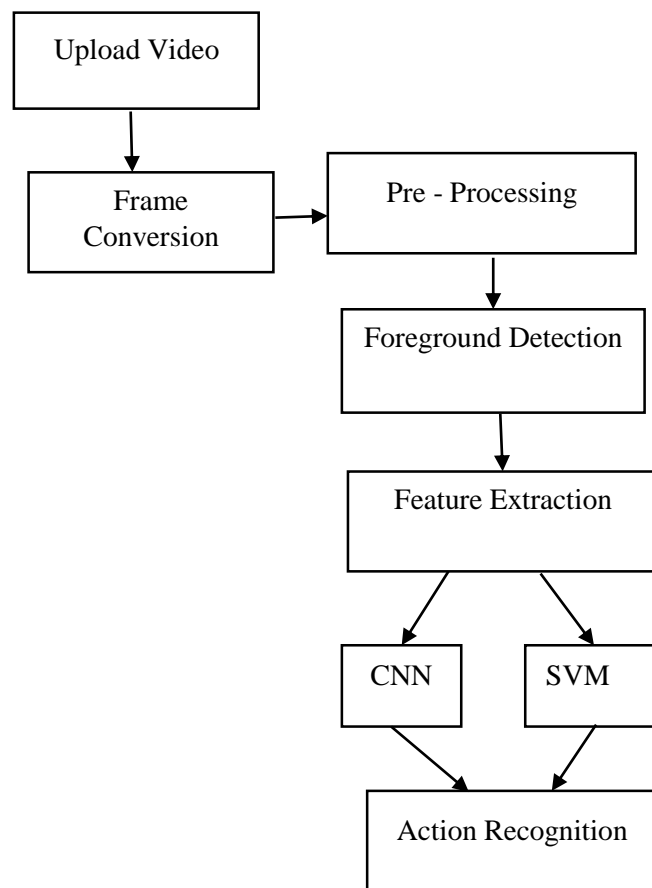 Upload Video
Frame
Conversion
Pre - Processing
Foreground Detection
Feature Extraction
CNN
SVM
Action Recognition